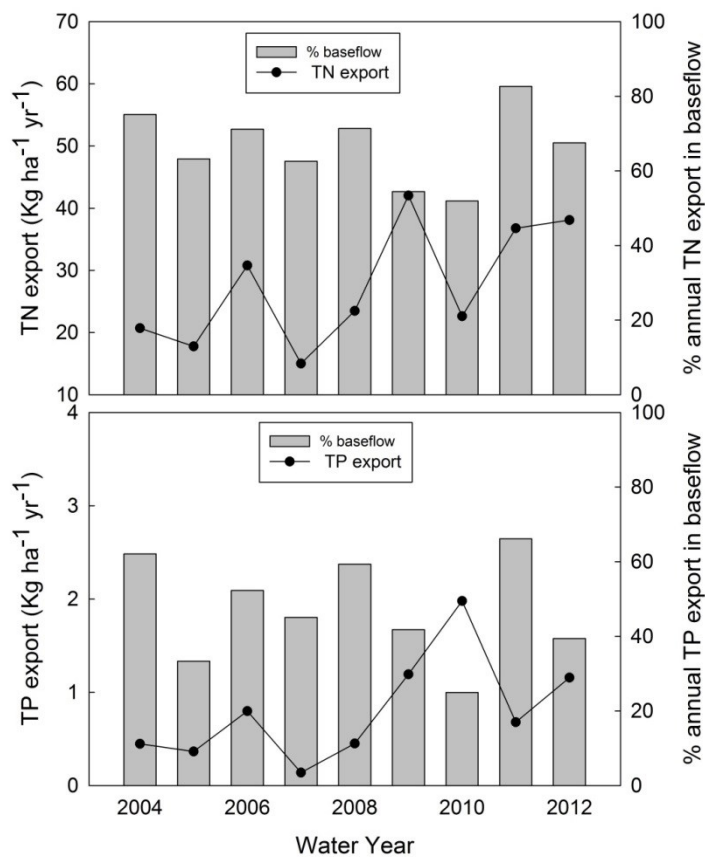 70
60
50
40
30
20
10
TN export (Kg ha⁻¹ yr⁻¹)
% baseflow
TN export
100
80
60
40
20
0
% annual TN export in baseflow
4
3
2
1
0
TP export (Kg ha⁻¹ yr⁻¹)
% baseflow
TP export
100
80
60
40
20
0
% annual TP export in baseflow
2004 2006 2008 2010 2012
Water Year